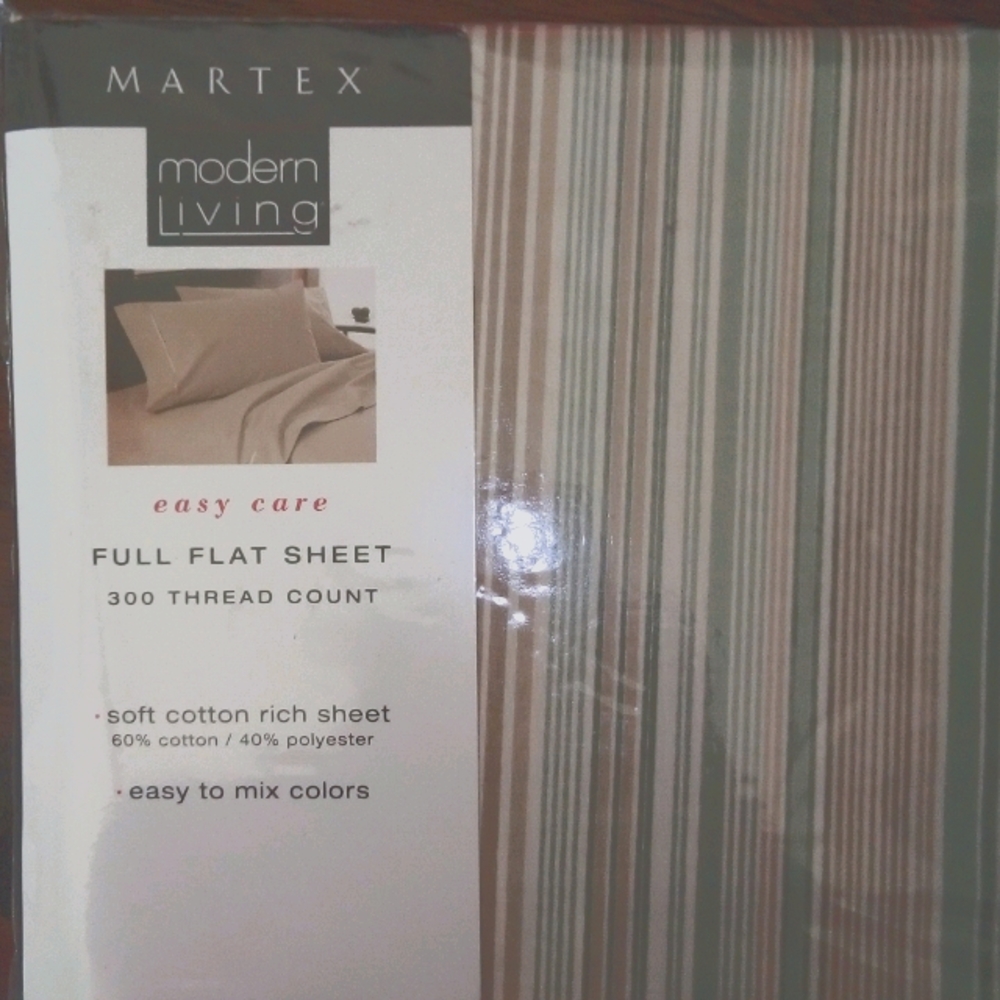 MARTEX
modern
Living
easy care
FULL FLAT SHEET
300 THREAD COUNT
· soft cotton rich sheet
60% cotton / 40% polyester
· easy to mix colors